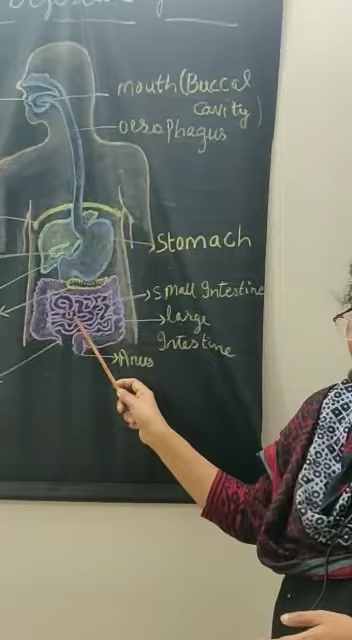 mouth (Buccal
Cavity)
oesophagus
Stomach
Small Intestine
large
Intestine
Anus